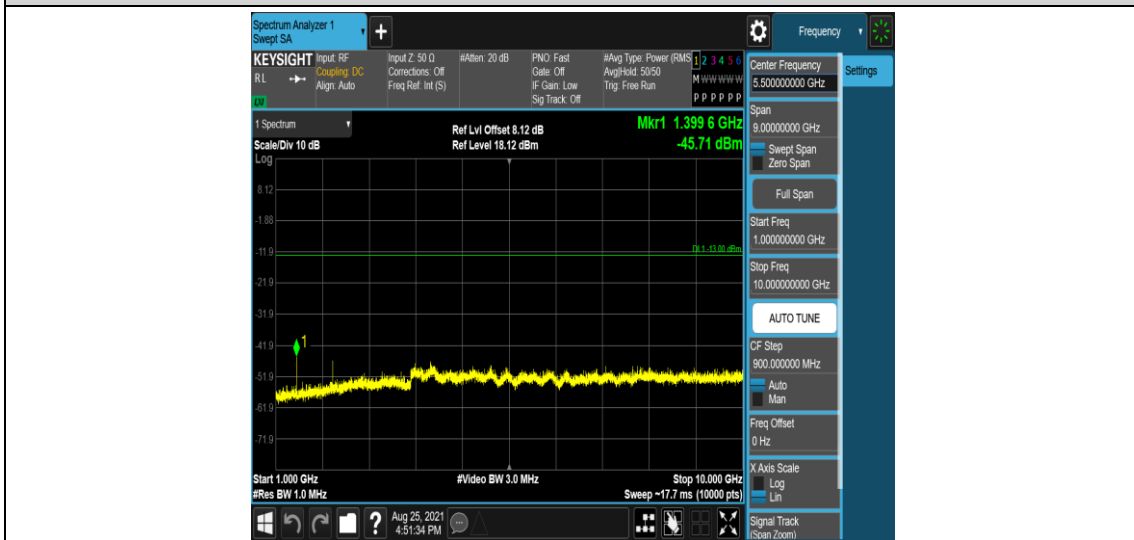 Spectrum Analyzer 1
Swept SA
+
Frequency
KEYSIGHT
RL
LXI
Input: RF
Coupling: DC
Align: Auto
Input Z: 50 Ω
Corrections: Off
Freq Ref: Int (S)
#Atten: 20 dB
PNO: Fast
Gate: Off
IF Gain: Low
Sig Track: Off
#Avg Type: Power (RMS
Avg|Hold: 50/50
Trig: Free Run
1 2 3 4 5 6
M W W W W W
P P P P P P
1 Spectrum
Scale/Div 10 dB
Log
Ref Lvl Offset 8.12 dB
Ref Level 18.12 dBm
Mkr1 1.399 6 GHz
-45.71 dBm
8.12
-1.88
-11.9
DL1 -13.00 dBm
-21.9
-31.9
-41.9
1
-51.9
-61.9
-71.9
Start 1.000 GHz
#Video BW 3.0 MHz
Stop 10.000 GHz
#Res BW 1.0 MHz
Sweep ~17.7 ms (10000 pts)
?
Aug 25, 2021
4:51:34 PM
Center Frequency
5.500000000 GHz
Settings
Span
9.00000000 GHz
Swept Span
Zero Span
Full Span
Start Freq
1.000000000 GHz
Stop Freq
10.000000000 GHz
AUTO TUNE
CF Step
900.000000 MHz
Auto
Man
Freq Offset
0 Hz
X Axis Scale
Log
Lin
Signal Track
(Span Zoom)